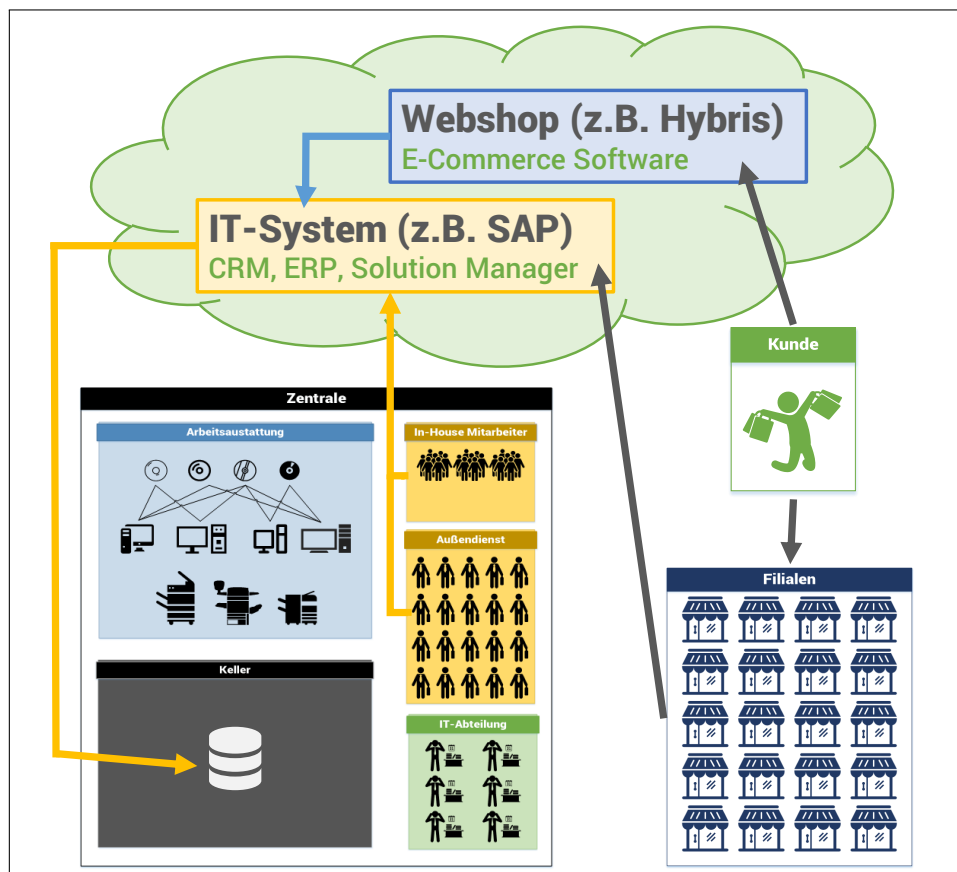 Webshop (z.B. Hybris)
E-Commerce Software
IT-System (z.B. SAP)
CRM, ERP, Solution Manager
Kunde
Zentrale
Arbeitsaustattung
In-House Mitarbeiter
Außendienst
Filialen
Keller
IT-Abteilung